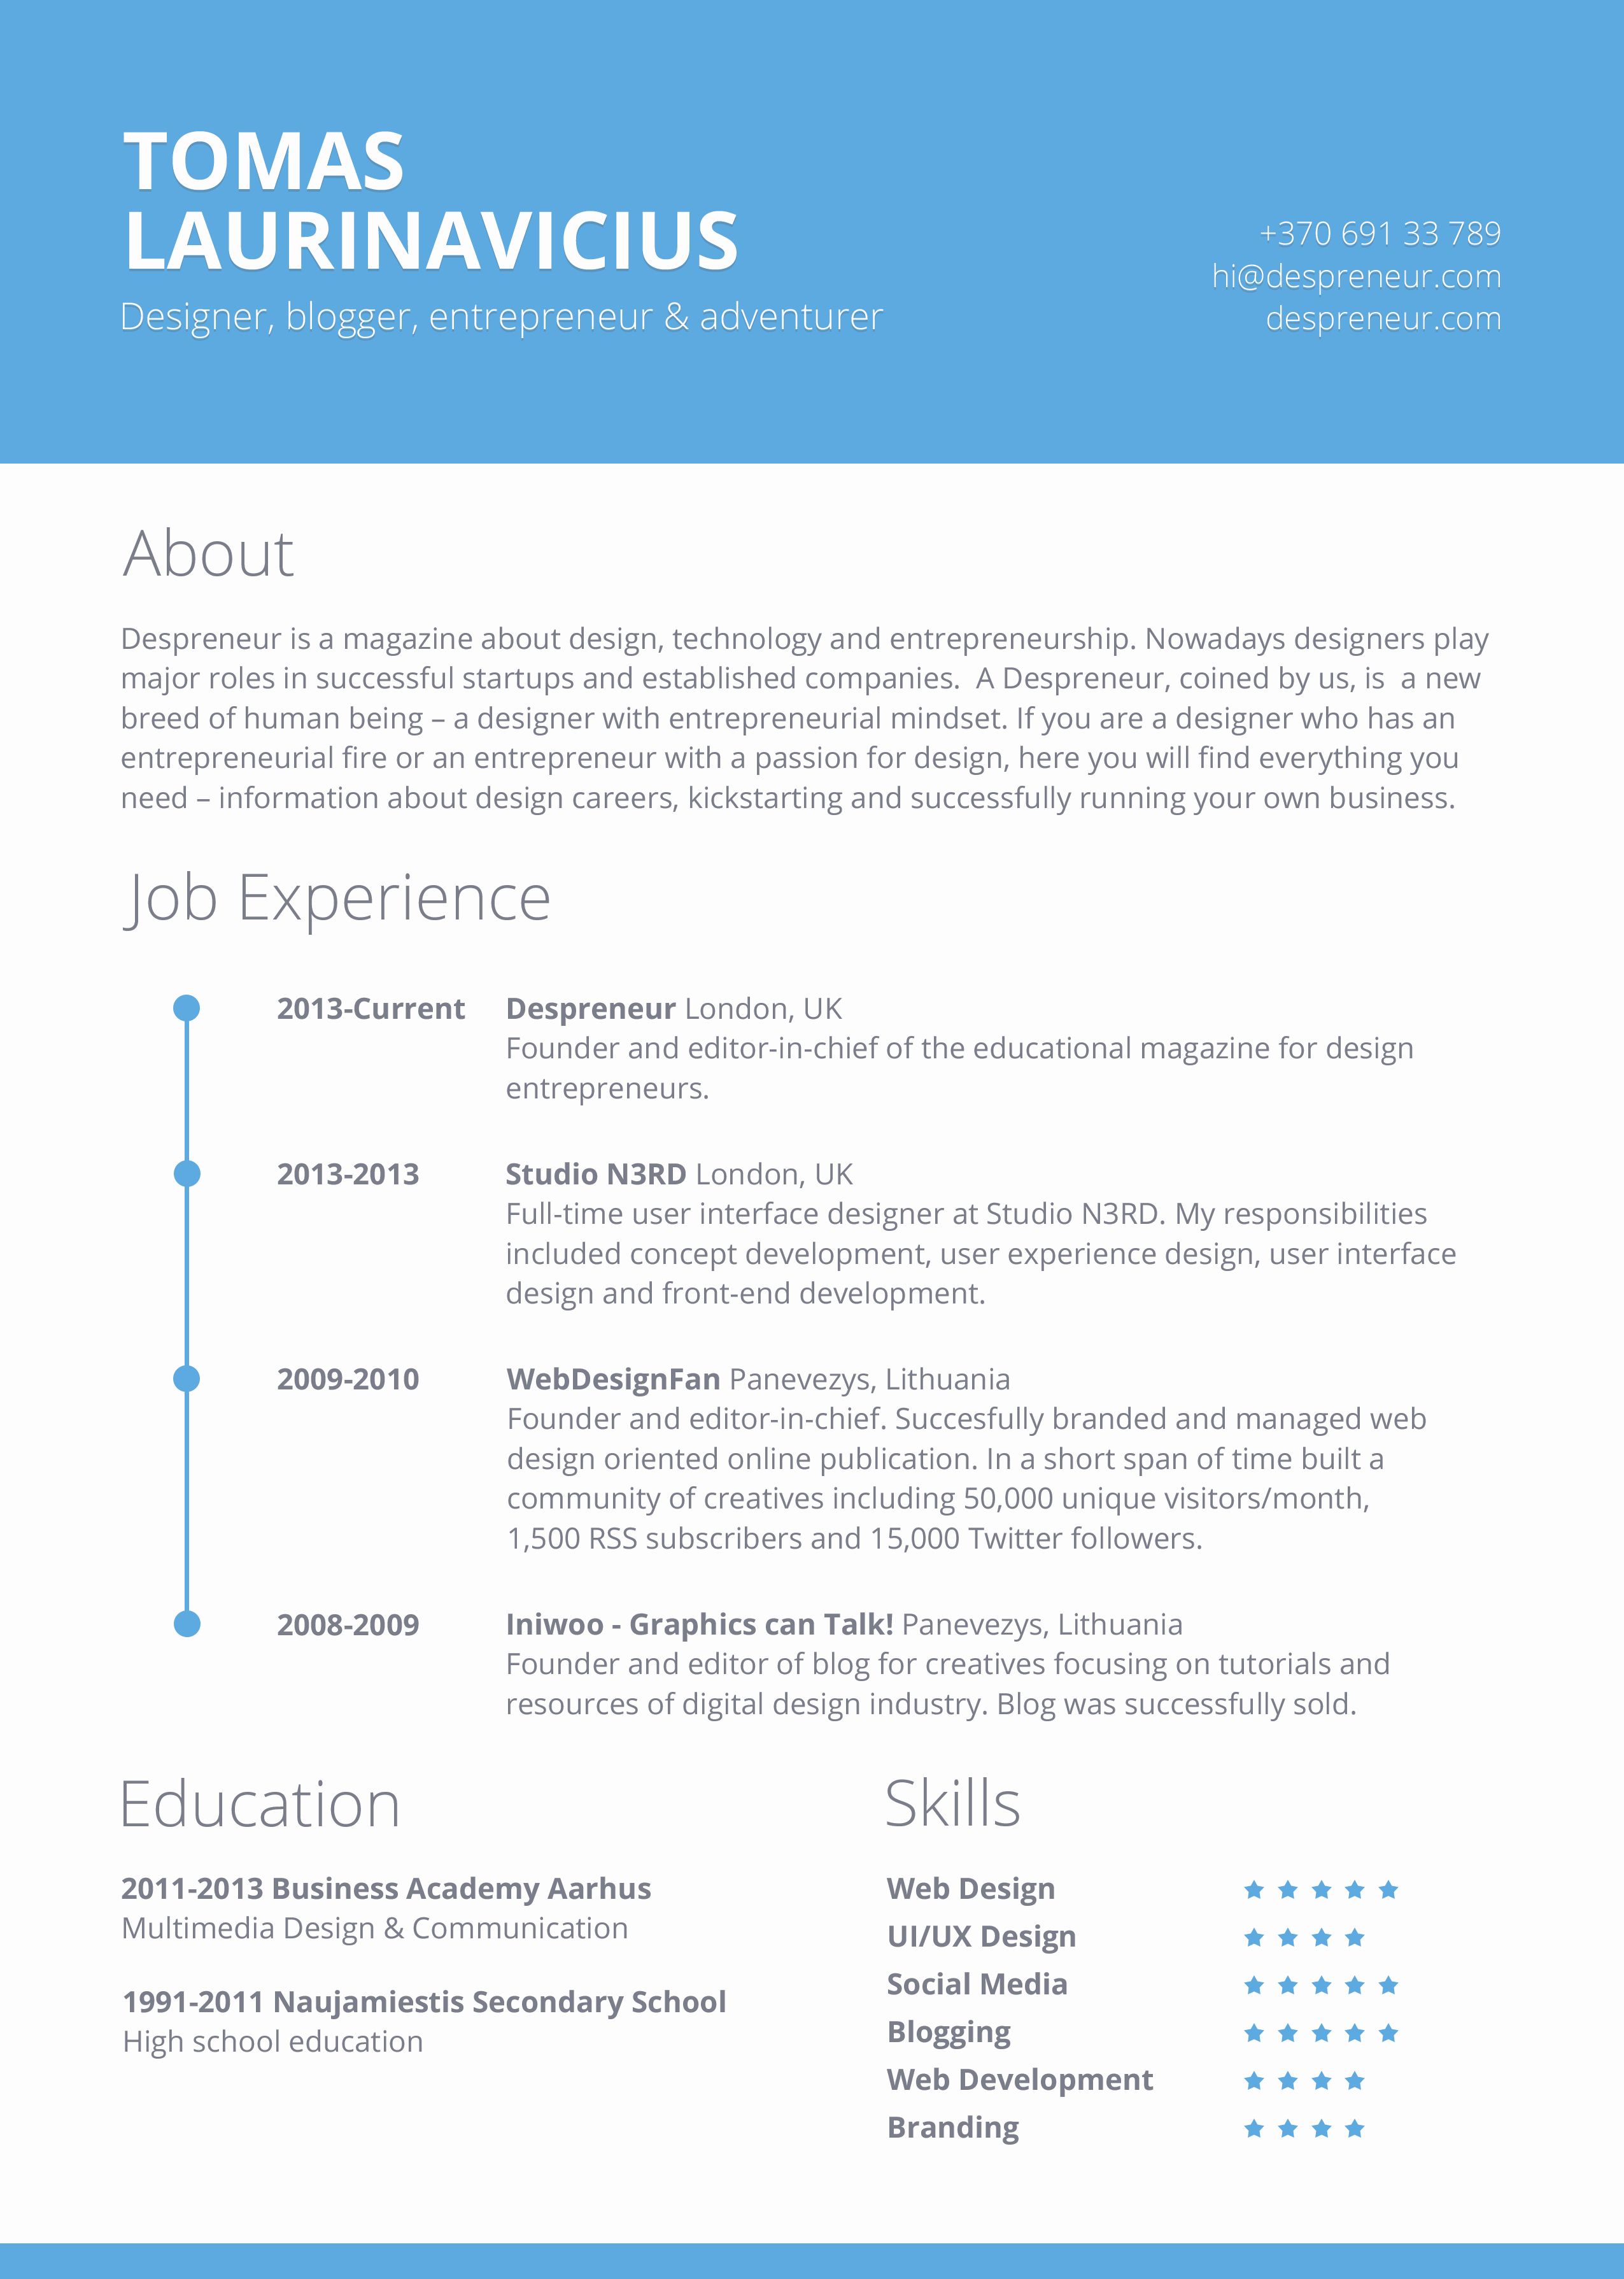 TOMAS
LAURINAVICIUS
Designer, blogger, entrepreneur & adventurer
+370 691 33 789
hi@despreneur.com
despreneur.com
About
Despreneur is a magazine about design, technology and entrepreneurship. Nowadays designers play
major roles in successful startups and established companies.  A Despreneur, coined by us, is  a new
breed of human being – a designer with entrepreneurial mindset. If you are a designer who has an
entrepreneurial fire or an entrepreneur with a passion for design, here you will find everything you
need – information about design careers, kickstarting and successfully running your own business.
Job Experience
2013-Current Despreneur London, UK
Founder and editor-in-chief of the educational magazine for design
entrepreneurs.
2013-2013 Studio N3RD London, UK
Full-time user interface designer at Studio N3RD. My responsibilities
included concept development, user experience design, user interface
design and front-end development.
2009-2010 WebDesignFan Panevezys, Lithuania
Founder and editor-in-chief. Succesfully branded and managed web
design oriented online publication. In a short span of time built a
community of creatives including 50,000 unique visitors/month,
1,500 RSS subscribers and 15,000 Twitter followers.
2008-2009 Iniwoo - Graphics can Talk! Panevezys, Lithuania
Founder and editor of blog for creatives focusing on tutorials and
resources of digital design industry. Blog was successfully sold.
Education
2011-2013 Business Academy Aarhus
Multimedia Design & Communication
1991-2011 Naujamiestis Secondary School
High school education
Skills
Web Design ★ ★ ★ ★ ★
UI/UX Design ★ ★ ★ ★
Social Media ★ ★ ★ ★ ★
Blogging ★ ★ ★ ★ ★
Web Development ★ ★ ★ ★
Branding ★ ★ ★ ★